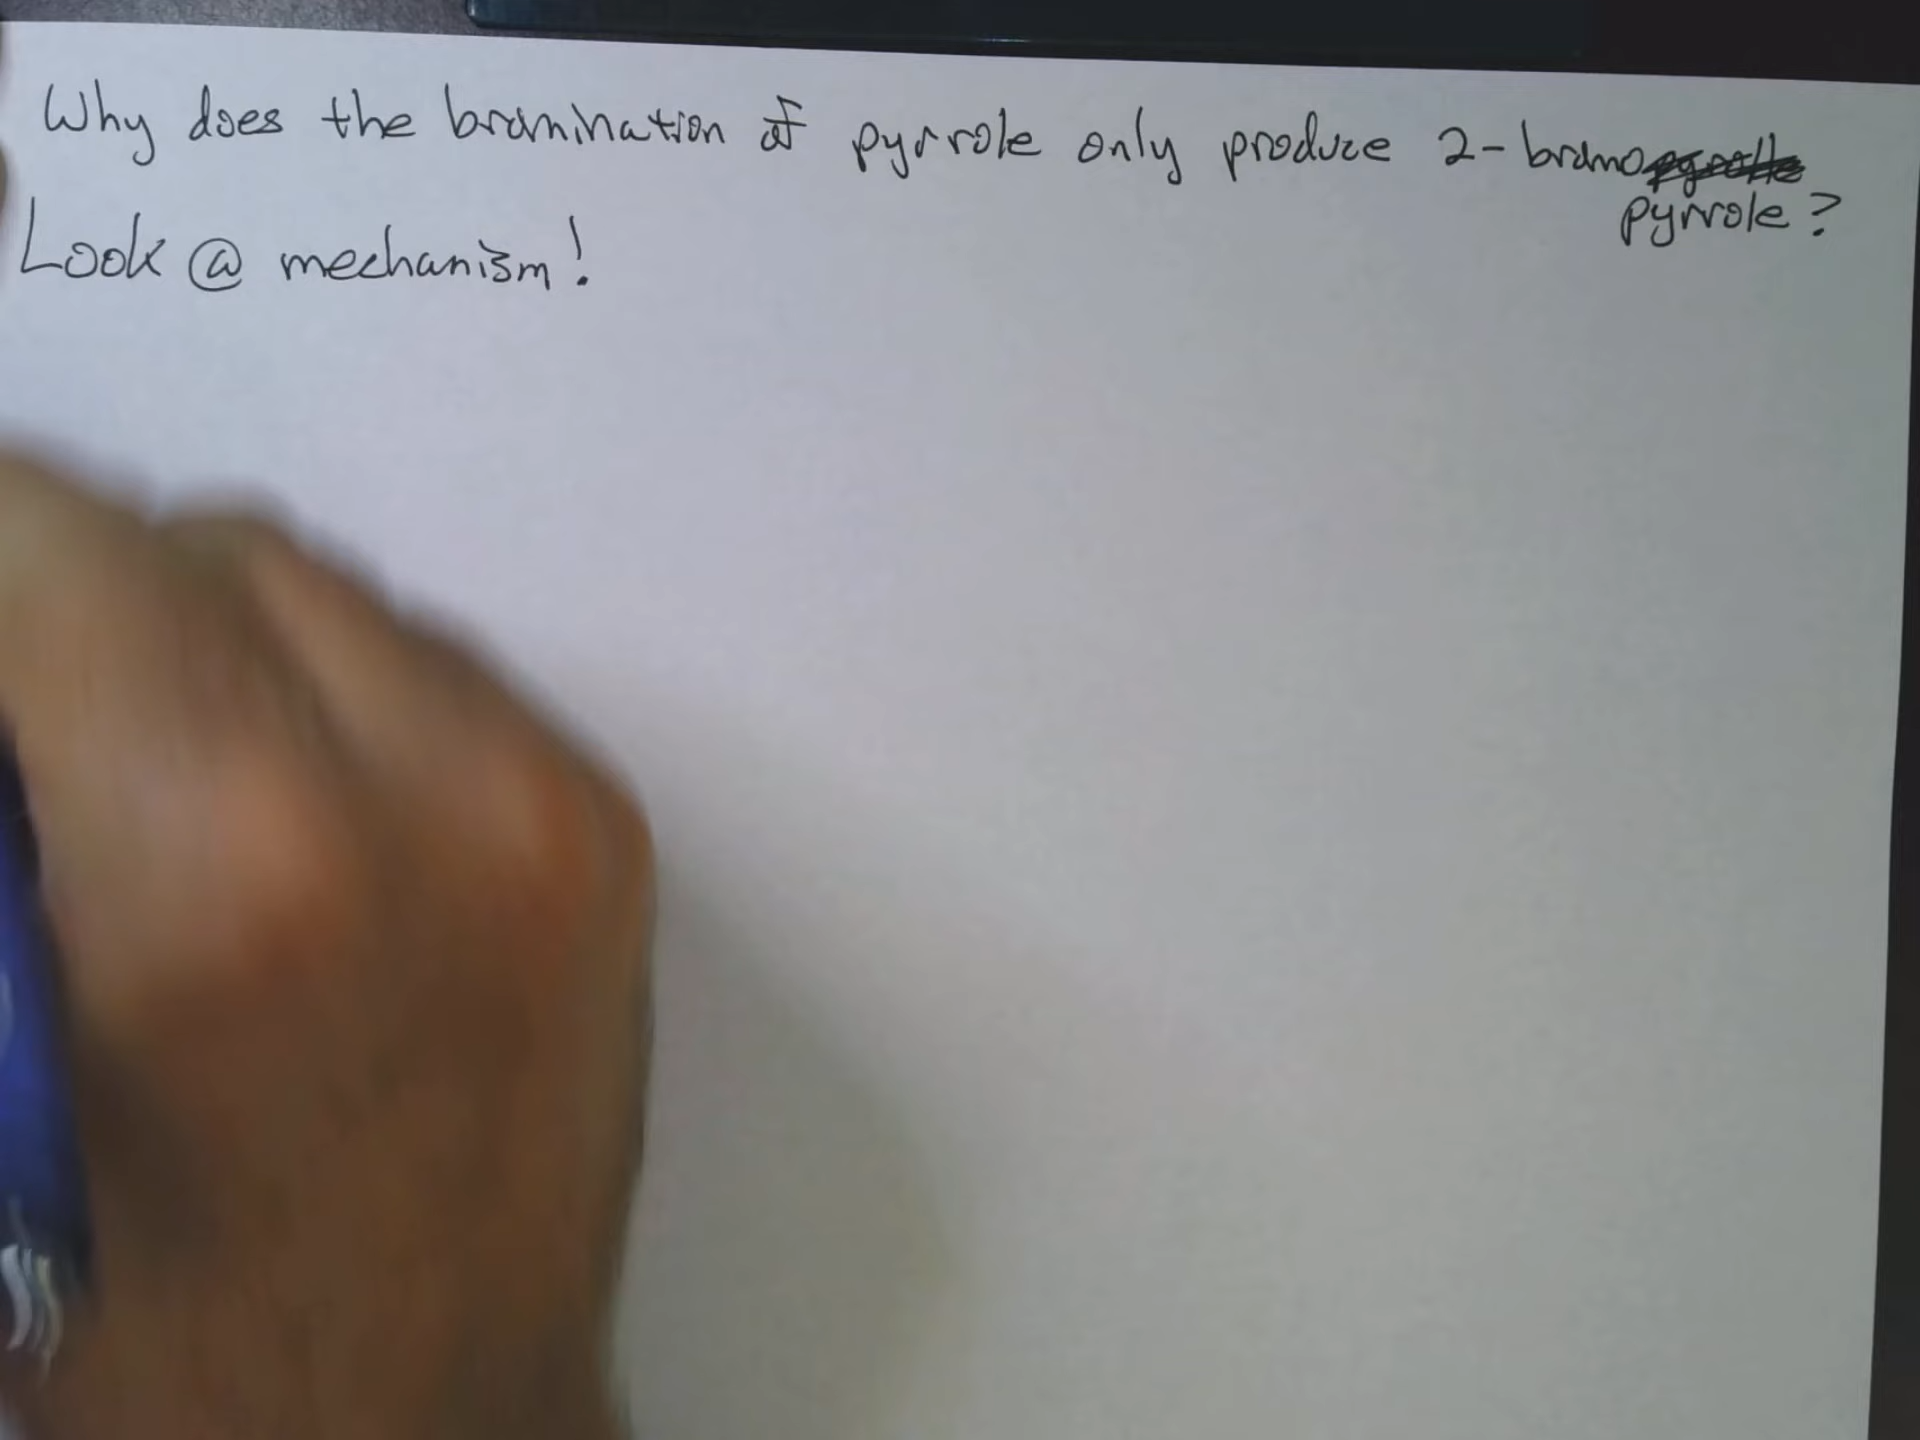 Why does the bromination of pyrrole only produce 2-bromo
pyrrole?
Look @ mechanism!